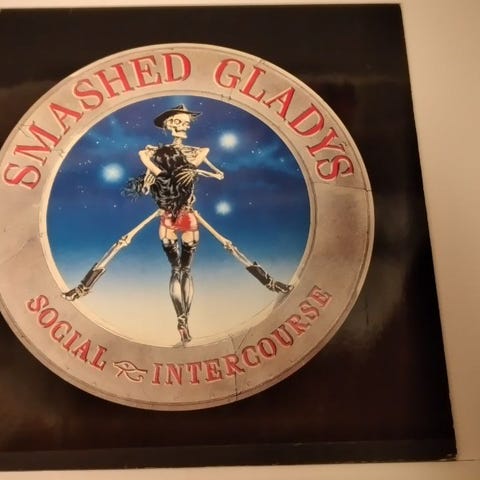 SMASHED GLADYS
SOCIAL INTERCOURSE